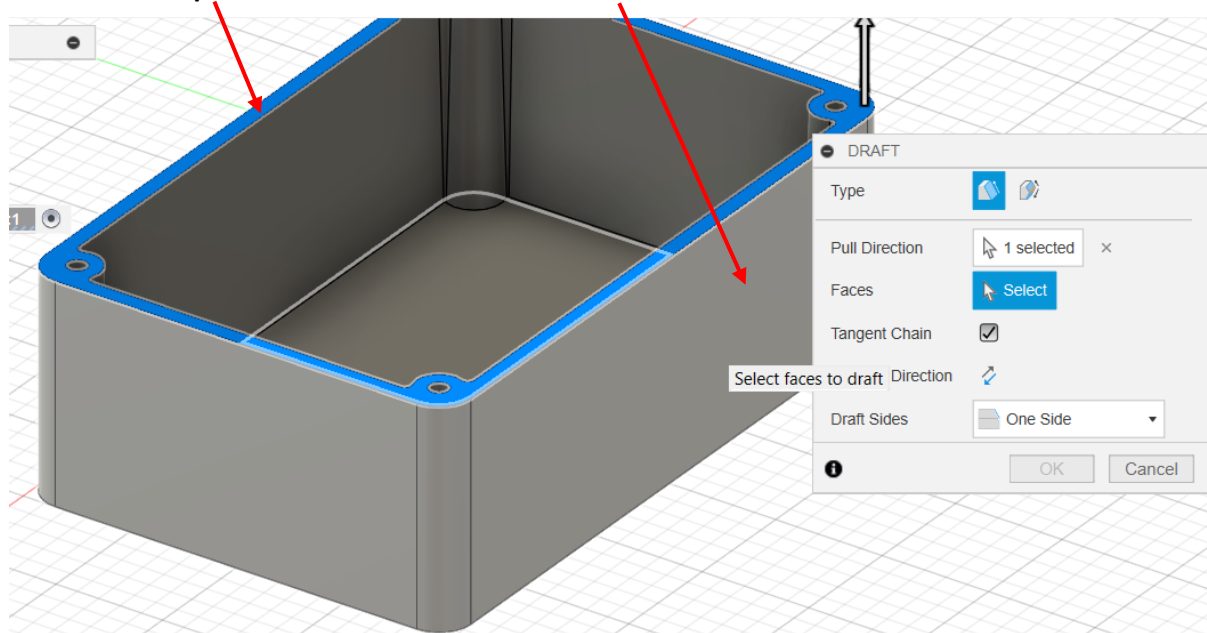 DRAFT
Type
Pull Direction
1 selected
×
Faces
Select
Tangent Chain
Select faces to draft
Direction
Draft Sides
One Side
OK
Cancel